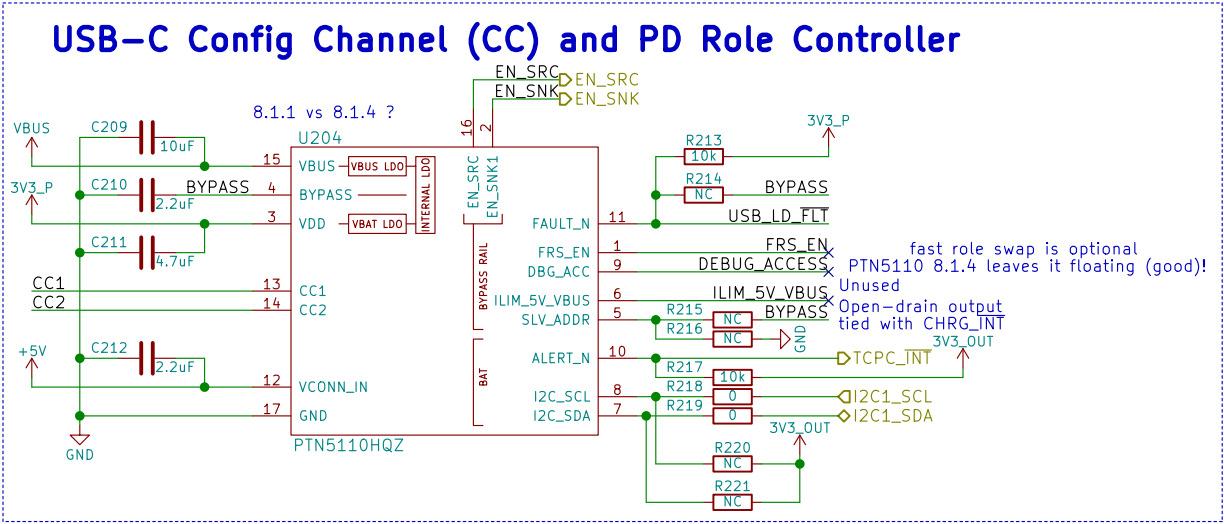 USB-C Config Channel (CC) and PD Role Controller
EN_SRC EN_SRC
EN_SNK EN_SNK
8.1.1 vs 8.1.4 ?
16
2
U204
VBUS
C209
10uF
15 VBUS
VBUS LDO
INTERNAL LDO
3V3_P
C210
2.2uF
BYPASS
4 BYPASS
3 VDD
VBAT LDO
C211
4.7uF
CC1
13 CC1
CC2
14 CC2
+5V
C212
2.2uF
12 VCONN_IN
17 GND
GND
PTN5110HQZ
EN_SRC
EN_SNK1
BYPASS RAIL
BAT
3V3_P
R213
10k
R214
NC
BYPASS
FAULT_N 11
USB_LD_FLT
FRS_EN 1
FRS_EN
fast role swap is optional
DBG_ACC 9
DEBUG_ACCESS
PTN5110 8.1.4 leaves it floating (good)!
Unused
ILIM_5V_VBUS 6
ILIM_5V_VBUS
Open-drain output
tied with CHRG_INT
SLV_ADDR 5
R215
NC
BYPASS
R216
NC
GND
3V3_OUT
ALERT_N 10
TCPC_INT
R217
10k
I2C_SCL 8
R218
0
I2C1_SCL
I2C_SDA 7
R219
0
I2C1_SDA
3V3_OUT
R220
NC
R221
NC